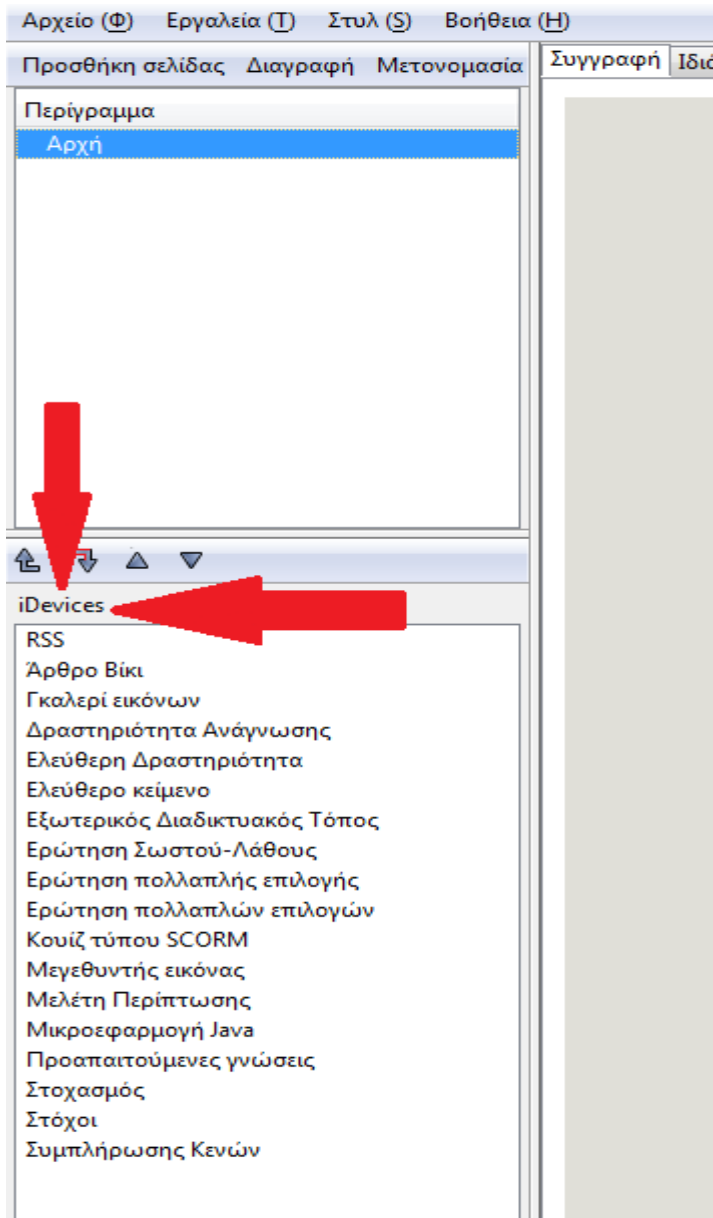 Αρχείο (Φ) Εργαλεία (Τ) Στυλ (S) Βοήθεια (H)
Προσθήκη σελίδας Διαγραφή Μετονομασία
Συγγραφή
Περίγραμμα
Αρχή
iDevices
RSS
Άρθρο Βίκι
Γκαλερί εικόνων
Δραστηριότητα Ανάγνωσης
Ελεύθερη Δραστηριότητα
Ελεύθερο κείμενο
Εξωτερικός Διαδικτυακός Τόπος
Ερώτηση Σωστού-Λάθους
Ερώτηση πολλαπλής επιλογής
Ερώτηση πολλαπλών επιλογών
Κουίζ τύπου SCORM
Μεγεθυντής εικόνας
Μελέτη Περίπτωσης
Μικροεφαρμογή Java
Προαπαιτούμενες γνώσεις
Στοχασμός
Στόχοι
Συμπλήρωσης Κενών